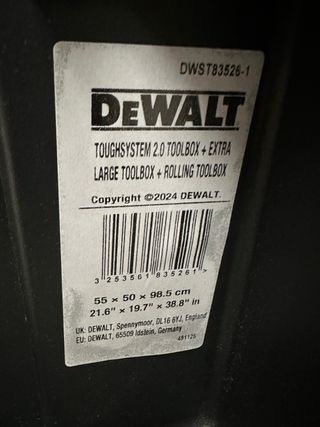 DWST83526-1
DEWALT
TOUGHSYSTEM 2.0 TOOLBOX + EXTRA
LARGE TOOLBOX + ROLLING TOOLBOX
Copyright ©2024 DEWALT.
3 253561 835261 >
55 x 50 x 98.5 cm
21.6" x 19.7" x 38.8" in
UK: DEWALT, Spennymoor, DL16 6YJ, England
EU: DEWALT, 65509 Idstein, Germany
491125